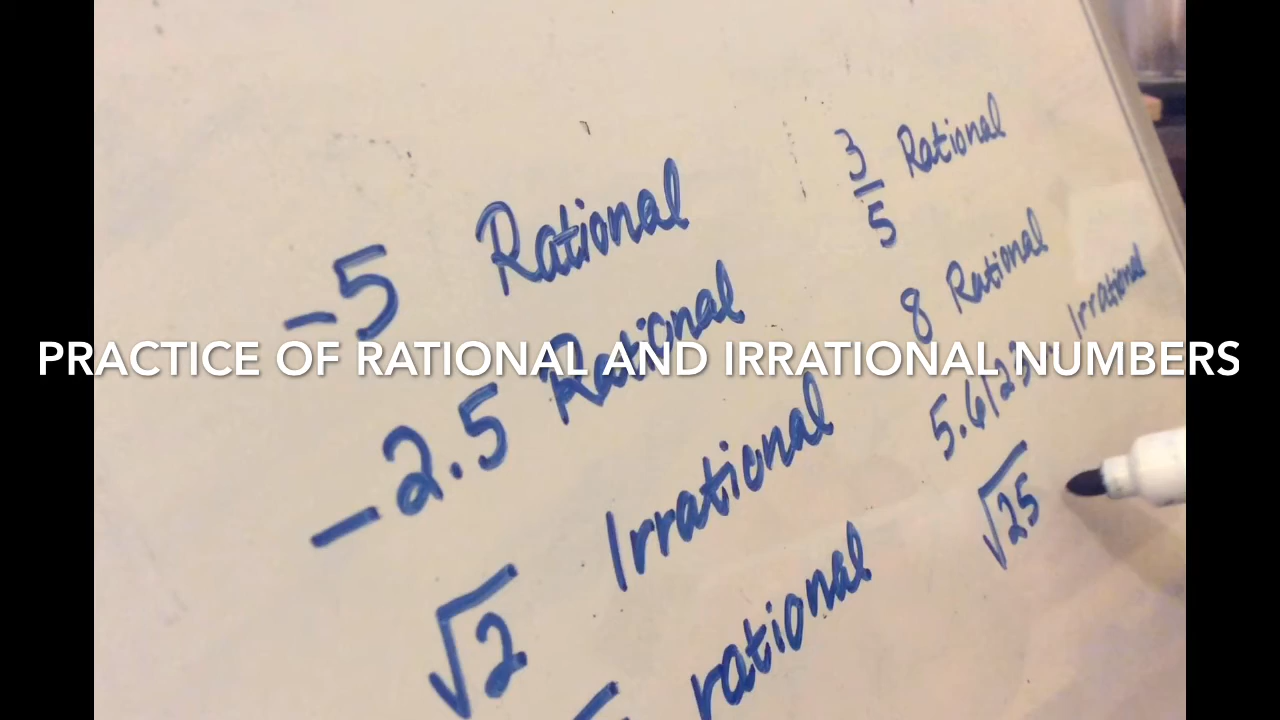 -5 Rational
-2.5 Rational
√2 Irrational
rational
3/5 Rational
8 Rational
Irrational
√25
PRACTICE OF RATIONAL AND IRRATIONAL NUMBERS